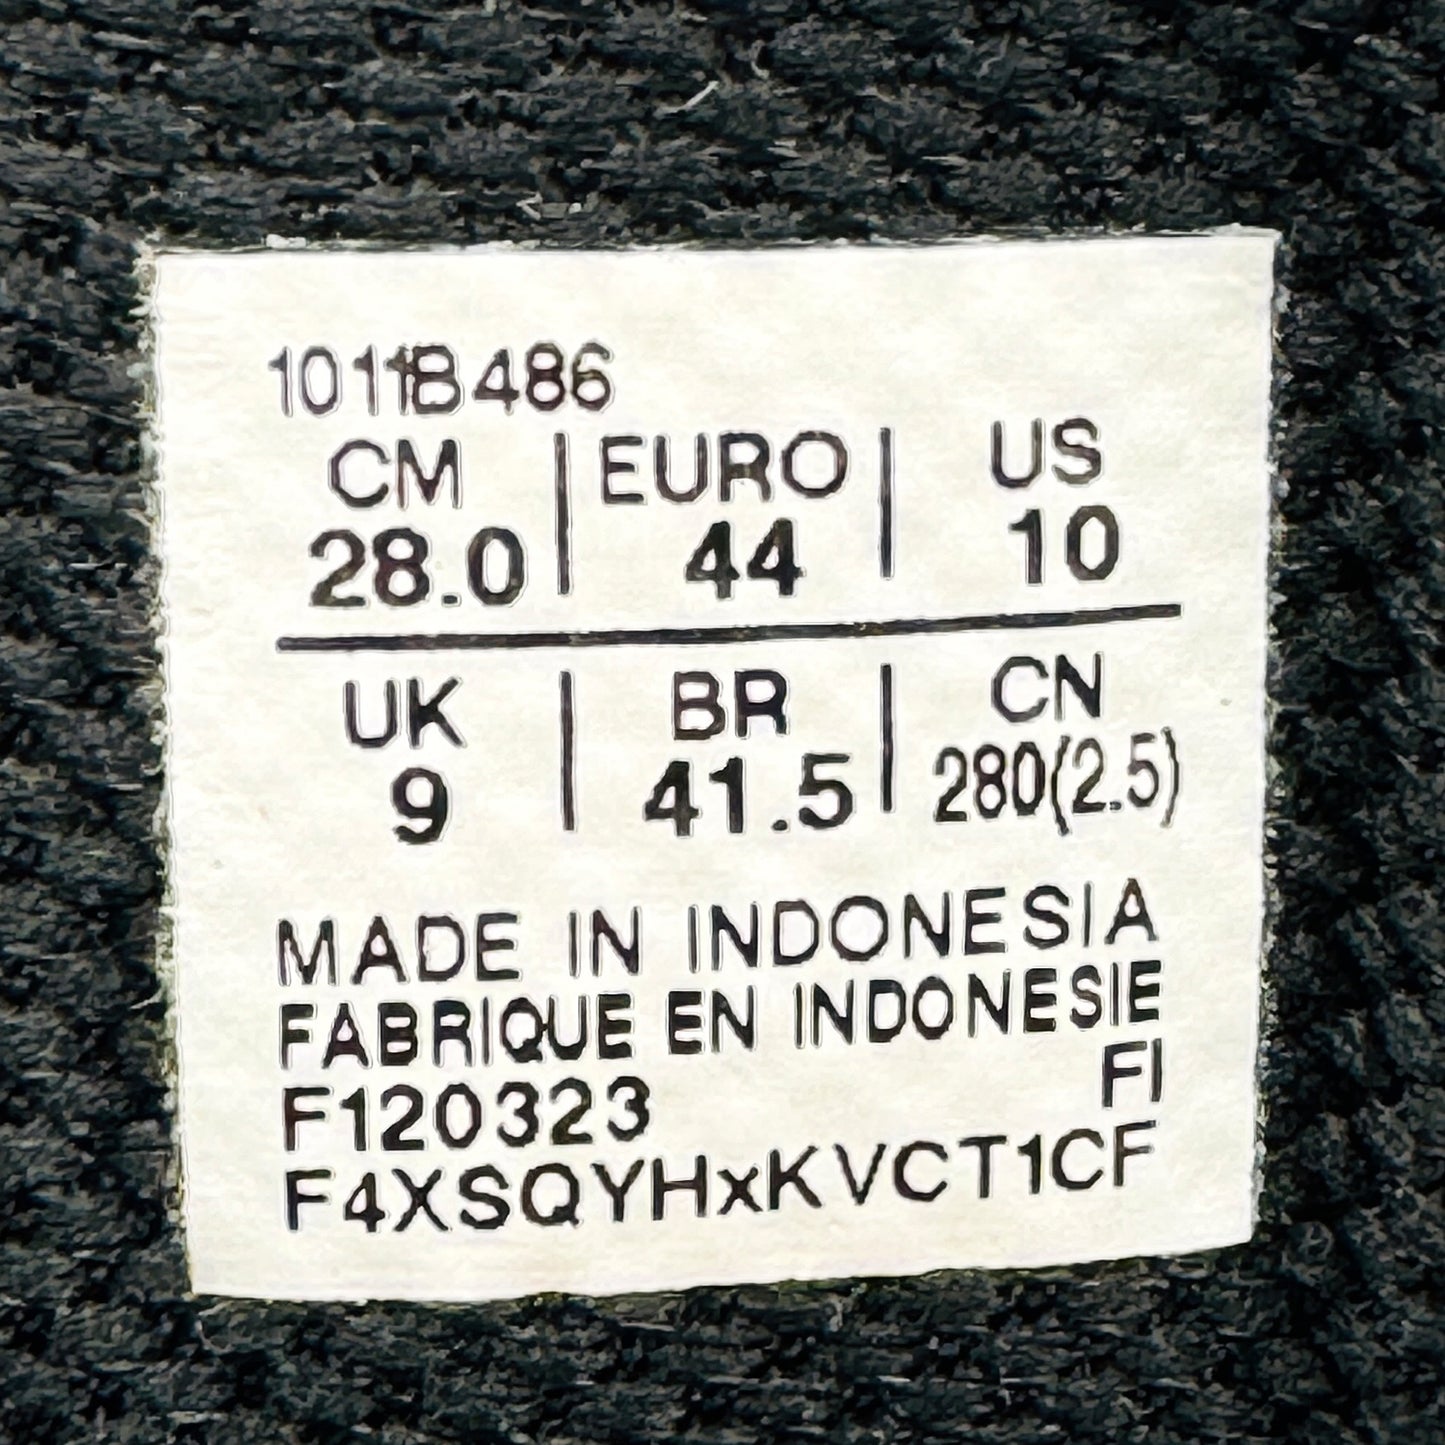 1011B486
CM | EURO | US
28.0 | 44 | 10
UK | BR | CN
9 | 41.5 | 280(2.5)
MADE IN INDONESIA
FABRIQUE EN INDONESIE
FI
F120323
F4XSQYHxKVCT1CF